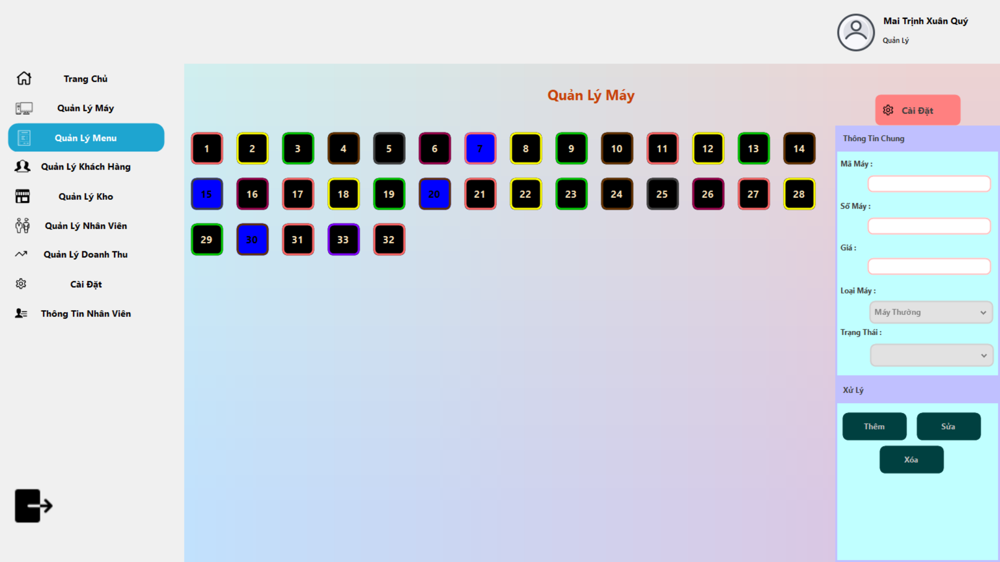 Mai Trịnh Xuân Quý
Quản Lý
Trang Chủ
Quản Lý Máy
Quản Lý Menu
Quản Lý Khách Hàng
Quản Lý Kho
Quản Lý Nhân Viên
Quản Lý Doanh Thu
Cài Đặt
Thông Tin Nhân Viên
Quản Lý Máy
1 2 3 4 5 6 7 8 9 10 11 12 13 14
15 16 17 18 19 20 21 22 23 24 25 26 27 28
29 30 31 33 32
Cài Đặt
Thông Tin Chung
Mã Máy :
Số Máy :
Giá :
Loại Máy :
Máy Thường
Trạng Thái :
Xử Lý
Thêm Sửa
Xóa